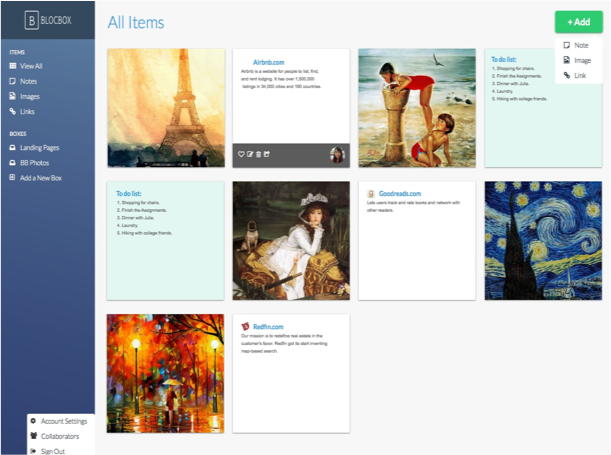 B BLOCBOX
ITEMS
View All
Notes
Images
Links
BOXES
Landing Pages
BB Photos
Add a New Box
Account Settings
Collaborators
Sign Out
All Items
+ Add
Note
Image
Link
Airbnb.com
Airbnb is a website for people to list, find,
and rent lodging. It has over 1,500,000
listings in 34,000 cities and 190 countries.
To do list:
1. Shopping for chairs.
2. Finish the Assignments.
3. Dinner with Julia.
4. Laundry.
5. Hiking with college friends.
To do list:
1. Shopping for chairs.
2. Finish the Assignments.
3. Dinner with Julia.
4. Laundry.
5. Hiking with college friends.
g Goodreads.com
Lets users track and rate books and network with
other readers.
Redfin.com
Our mission is to redefine real estate in the
customer's favor. Redfin got its start inventing
map-based search.